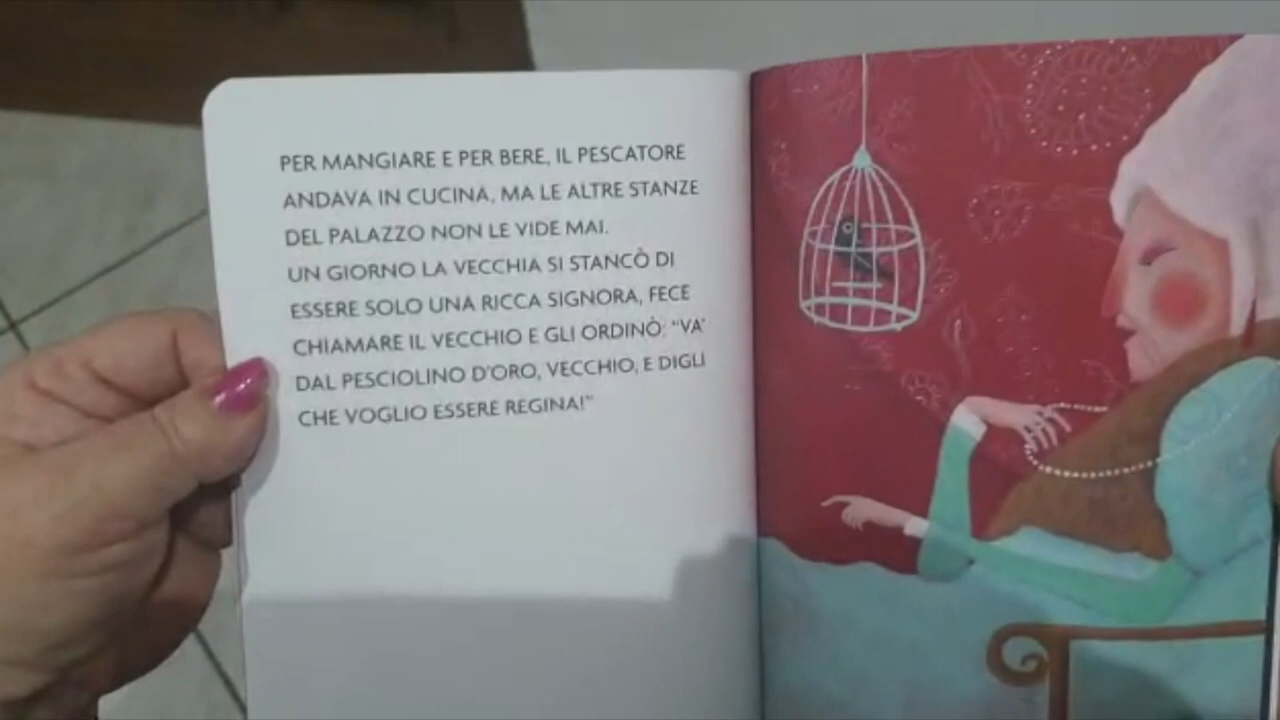 PER MANGIARE E PER BERE, IL PESCATORE
ANDAVA IN CUCINA, MA LE ALTRE STANZE
DEL PALAZZO NON LE VIDE MAI.
UN GIORNO LA VECCHIA SI STANCÒ DI
ESSERE SOLO UNA RICCA SIGNORA, FECE
CHIAMARE IL VECCHIO E GLI ORDINÒ: “VA’
DAL PESCIOLINO D’ORO, VECCHIO, E DIGLI
CHE VOGLIO ESSERE REGINA!”